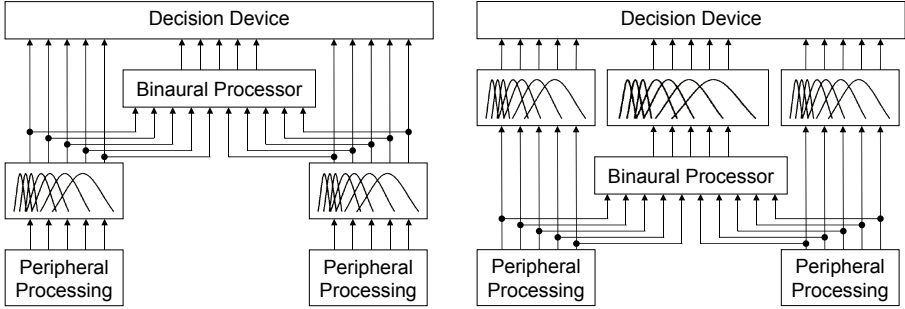 Decision Device
Binaural Processor
Peripheral
Processing
Peripheral
Processing
Decision Device
Binaural Processor
Peripheral
Processing
Peripheral
Processing